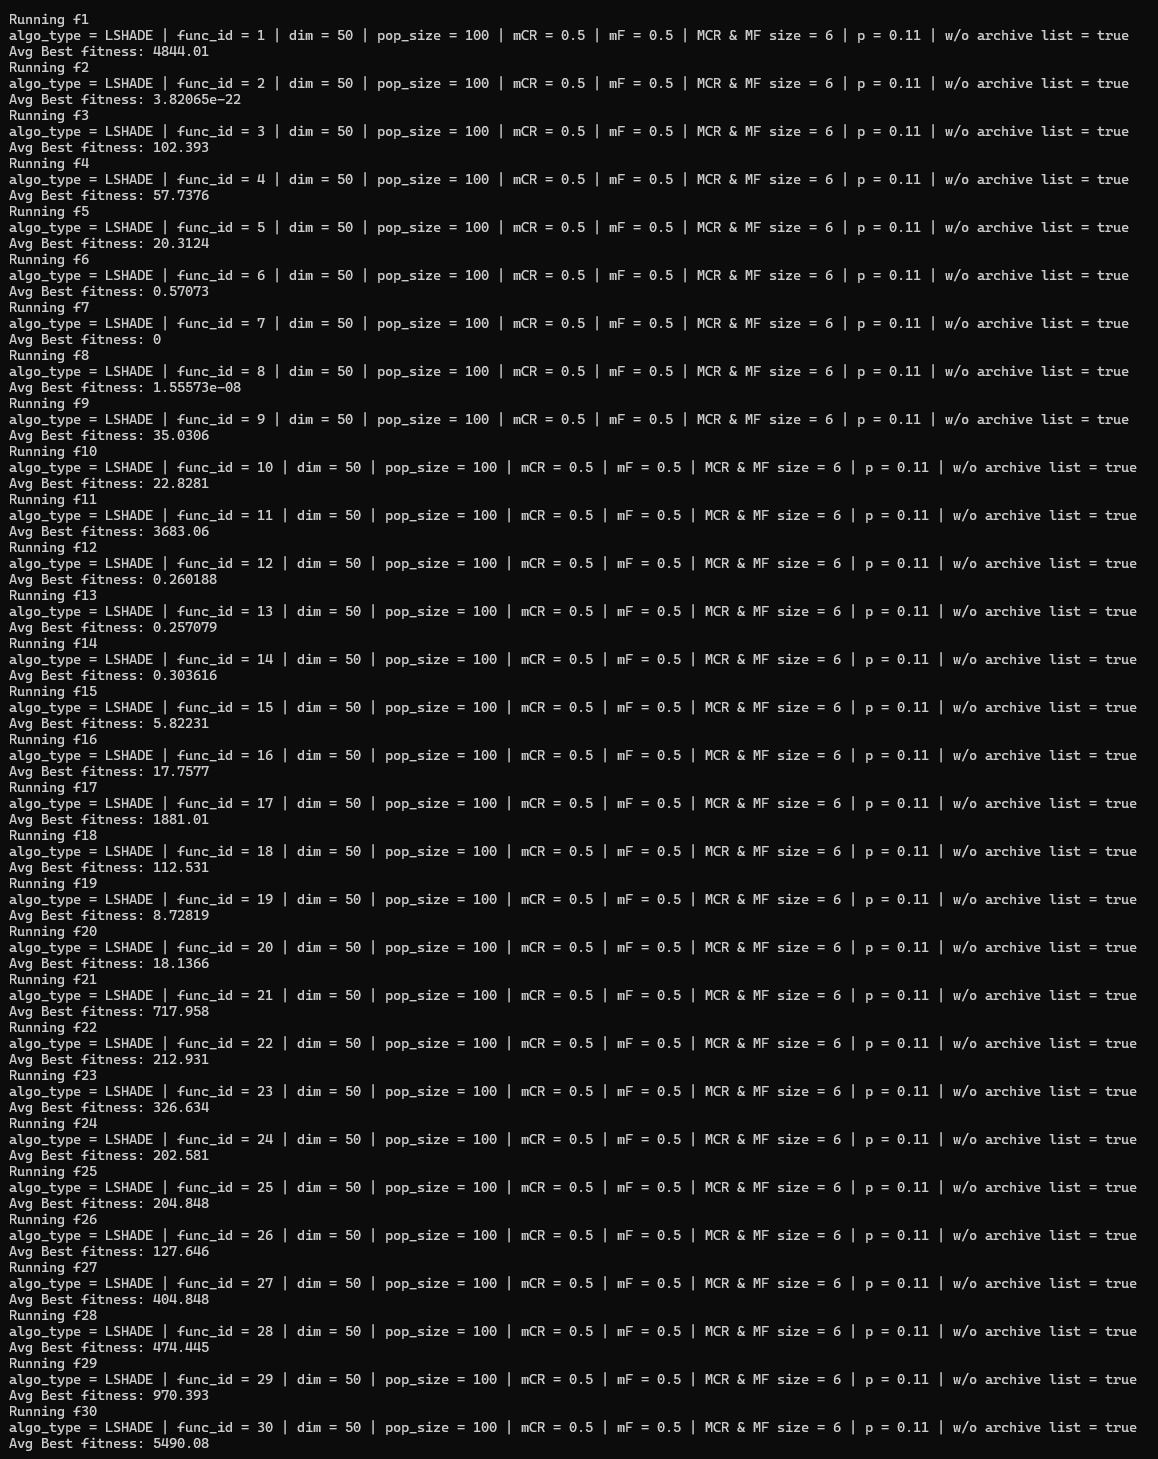 Running f1
algo_type = LSHADE | func_id = 1 | dim = 50 | pop_size = 100 | mCR = 0.5 | mF = 0.5 | MCR & MF size = 6 | p = 0.11 | w/o archive list = true
Avg Best fitness: 4844.01
Running f2
algo_type = LSHADE | func_id = 2 | dim = 50 | pop_size = 100 | mCR = 0.5 | mF = 0.5 | MCR & MF size = 6 | p = 0.11 | w/o archive list = true
Avg Best fitness: 3.82065e-22
Running f3
algo_type = LSHADE | func_id = 3 | dim = 50 | pop_size = 100 | mCR = 0.5 | mF = 0.5 | MCR & MF size = 6 | p = 0.11 | w/o archive list = true
Avg Best fitness: 102.393
Running f4
algo_type = LSHADE | func_id = 4 | dim = 50 | pop_size = 100 | mCR = 0.5 | mF = 0.5 | MCR & MF size = 6 | p = 0.11 | w/o archive list = true
Avg Best fitness: 57.7376
Running f5
algo_type = LSHADE | func_id = 5 | dim = 50 | pop_size = 100 | mCR = 0.5 | mF = 0.5 | MCR & MF size = 6 | p = 0.11 | w/o archive list = true
Avg Best fitness: 20.3124
Running f6
algo_type = LSHADE | func_id = 6 | dim = 50 | pop_size = 100 | mCR = 0.5 | mF = 0.5 | MCR & MF size = 6 | p = 0.11 | w/o archive list = true
Avg Best fitness: 0.57073
Running f7
algo_type = LSHADE | func_id = 7 | dim = 50 | pop_size = 100 | mCR = 0.5 | mF = 0.5 | MCR & MF size = 6 | p = 0.11 | w/o archive list = true
Avg Best fitness: 0
Running f8
algo_type = LSHADE | func_id = 8 | dim = 50 | pop_size = 100 | mCR = 0.5 | mF = 0.5 | MCR & MF size = 6 | p = 0.11 | w/o archive list = true
Avg Best fitness: 1.55573e-08
Running f9
algo_type = LSHADE | func_id = 9 | dim = 50 | pop_size = 100 | mCR = 0.5 | mF = 0.5 | MCR & MF size = 6 | p = 0.11 | w/o archive list = true
Avg Best fitness: 35.0306
Running f10
algo_type = LSHADE | func_id = 10 | dim = 50 | pop_size = 100 | mCR = 0.5 | mF = 0.5 | MCR & MF size = 6 | p = 0.11 | w/o archive list = true
Avg Best fitness: 22.8281
Running f11
algo_type = LSHADE | func_id = 11 | dim = 50 | pop_size = 100 | mCR = 0.5 | mF = 0.5 | MCR & MF size = 6 | p = 0.11 | w/o archive list = true
Avg Best fitness: 3683.06
Running f12
algo_type = LSHADE | func_id = 12 | dim = 50 | pop_size = 100 | mCR = 0.5 | mF = 0.5 | MCR & MF size = 6 | p = 0.11 | w/o archive list = true
Avg Best fitness: 0.260188
Running f13
algo_type = LSHADE | func_id = 13 | dim = 50 | pop_size = 100 | mCR = 0.5 | mF = 0.5 | MCR & MF size = 6 | p = 0.11 | w/o archive list = true
Avg Best fitness: 0.257079
Running f14
algo_type = LSHADE | func_id = 14 | dim = 50 | pop_size = 100 | mCR = 0.5 | mF = 0.5 | MCR & MF size = 6 | p = 0.11 | w/o archive list = true
Avg Best fitness: 0.303616
Running f15
algo_type = LSHADE | func_id = 15 | dim = 50 | pop_size = 100 | mCR = 0.5 | mF = 0.5 | MCR & MF size = 6 | p = 0.11 | w/o archive list = true
Avg Best fitness: 5.82231
Running f16
algo_type = LSHADE | func_id = 16 | dim = 50 | pop_size = 100 | mCR = 0.5 | mF = 0.5 | MCR & MF size = 6 | p = 0.11 | w/o archive list = true
Avg Best fitness: 17.7577
Running f17
algo_type = LSHADE | func_id = 17 | dim = 50 | pop_size = 100 | mCR = 0.5 | mF = 0.5 | MCR & MF size = 6 | p = 0.11 | w/o archive list = true
Avg Best fitness: 1881.01
Running f18
algo_type = LSHADE | func_id = 18 | dim = 50 | pop_size = 100 | mCR = 0.5 | mF = 0.5 | MCR & MF size = 6 | p = 0.11 | w/o archive list = true
Avg Best fitness: 112.531
Running f19
algo_type = LSHADE | func_id = 19 | dim = 50 | pop_size = 100 | mCR = 0.5 | mF = 0.5 | MCR & MF size = 6 | p = 0.11 | w/o archive list = true
Avg Best fitness: 8.72819
Running f20
algo_type = LSHADE | func_id = 20 | dim = 50 | pop_size = 100 | mCR = 0.5 | mF = 0.5 | MCR & MF size = 6 | p = 0.11 | w/o archive list = true
Avg Best fitness: 18.1366
Running f21
algo_type = LSHADE | func_id = 21 | dim = 50 | pop_size = 100 | mCR = 0.5 | mF = 0.5 | MCR & MF size = 6 | p = 0.11 | w/o archive list = true
Avg Best fitness: 717.958
Running f22
algo_type = LSHADE | func_id = 22 | dim = 50 | pop_size = 100 | mCR = 0.5 | mF = 0.5 | MCR & MF size = 6 | p = 0.11 | w/o archive list = true
Avg Best fitness: 212.931
Running f23
algo_type = LSHADE | func_id = 23 | dim = 50 | pop_size = 100 | mCR = 0.5 | mF = 0.5 | MCR & MF size = 6 | p = 0.11 | w/o archive list = true
Avg Best fitness: 326.634
Running f24
algo_type = LSHADE | func_id = 24 | dim = 50 | pop_size = 100 | mCR = 0.5 | mF = 0.5 | MCR & MF size = 6 | p = 0.11 | w/o archive list = true
Avg Best fitness: 202.581
Running f25
algo_type = LSHADE | func_id = 25 | dim = 50 | pop_size = 100 | mCR = 0.5 | mF = 0.5 | MCR & MF size = 6 | p = 0.11 | w/o archive list = true
Avg Best fitness: 204.848
Running f26
algo_type = LSHADE | func_id = 26 | dim = 50 | pop_size = 100 | mCR = 0.5 | mF = 0.5 | MCR & MF size = 6 | p = 0.11 | w/o archive list = true
Avg Best fitness: 127.646
Running f27
algo_type = LSHADE | func_id = 27 | dim = 50 | pop_size = 100 | mCR = 0.5 | mF = 0.5 | MCR & MF size = 6 | p = 0.11 | w/o archive list = true
Avg Best fitness: 404.848
Running f28
algo_type = LSHADE | func_id = 28 | dim = 50 | pop_size = 100 | mCR = 0.5 | mF = 0.5 | MCR & MF size = 6 | p = 0.11 | w/o archive list = true
Avg Best fitness: 474.445
Running f29
algo_type = LSHADE | func_id = 29 | dim = 50 | pop_size = 100 | mCR = 0.5 | mF = 0.5 | MCR & MF size = 6 | p = 0.11 | w/o archive list = true
Avg Best fitness: 970.393
Running f30
algo_type = LSHADE | func_id = 30 | dim = 50 | pop_size = 100 | mCR = 0.5 | mF = 0.5 | MCR & MF size = 6 | p = 0.11 | w/o archive list = true
Avg Best fitness: 5490.08